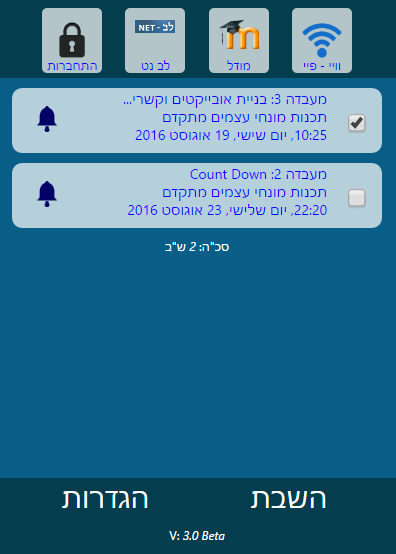 וויי - פיי
מודל
לב - NET
לב נט
התחברות
מעבדה 3: בניית אובייקטים וקשרי...
תכנות מונחי עצמים מתקדם
10:25, יום שישי, 19 אוגוסט 2016
מעבדה 2: Count Down
תכנות מונחי עצמים מתקדם
22:20, יום שלישי, 23 אוגוסט 2016
סכ"ה: 2 ש"ב
השבת
הגדרות
V: 3.0 Beta